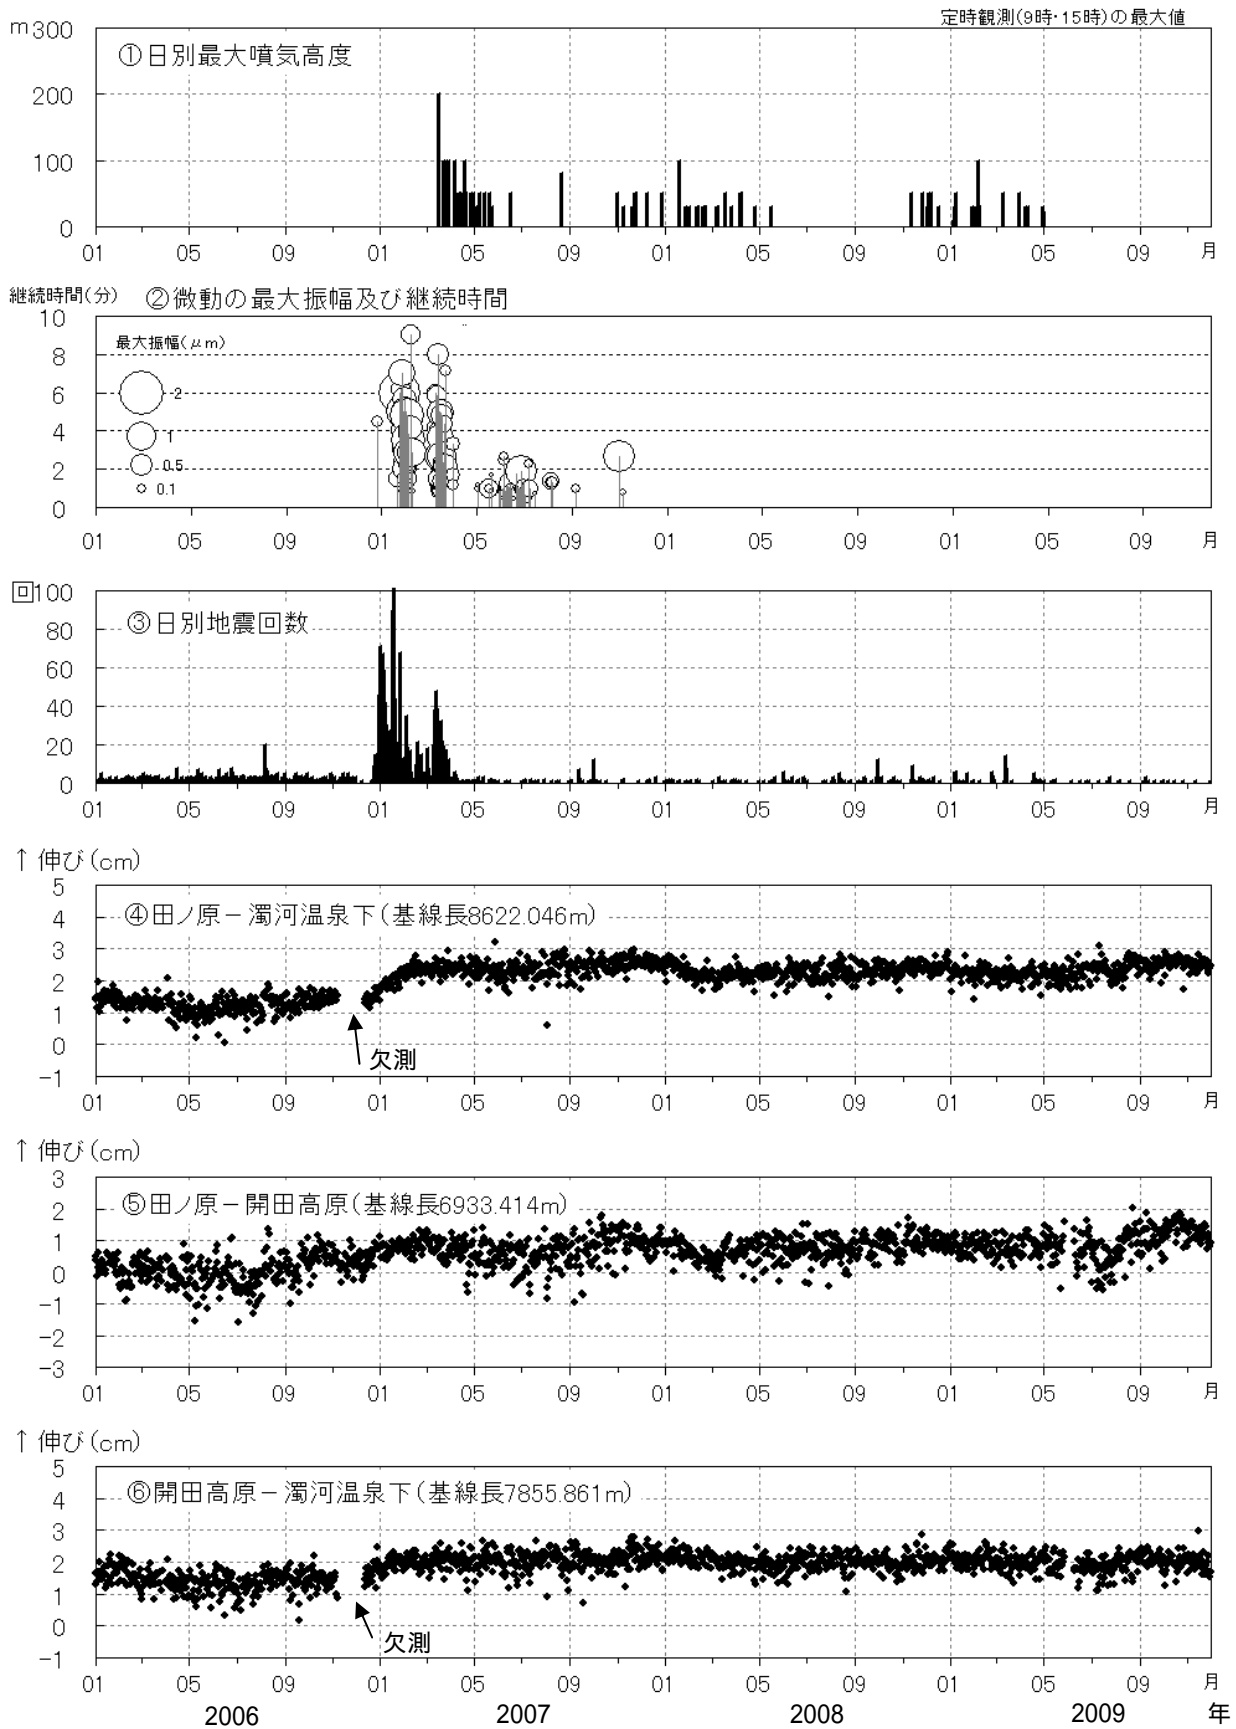 定時観測(9時･15時)の最大値
m300
①日別最大噴気高度
200
100
0
01 05 09 01 05 09 01 05 09 01 05 09 月
継続時間(分) ②微動の最大振幅及び継続時間
10
最大振幅(μm)
8
6
2
4
1
2
0.5
0.1
0
01 05 09 01 05 09 01 05 09 01 05 09 月
回100
③日別地震回数
80
60
40
20
0
01 05 09 01 05 09 01 05 09 01 05 09 月
↑伸び(cm)
5
④田ノ原－濁河温泉下(基線長8622.046m)
4
3
2
1
0
欠測
-1
01 05 09 01 05 09 01 05 09 01 05 09 月
↑伸び(cm)
3
⑤田ノ原－開田高原(基線長6933.414m)
2
1
0
-1
-2
-3
01 05 09 01 05 09 01 05 09 01 05 09 月
↑伸び(cm)
5
⑥開田高原－濁河温泉下(基線長7855.861m)
4
3
2
1
0
欠測
-1
01 05 09 01 05 09 01 05 09 01 05 09 月
2006 2007 2008 2009 年